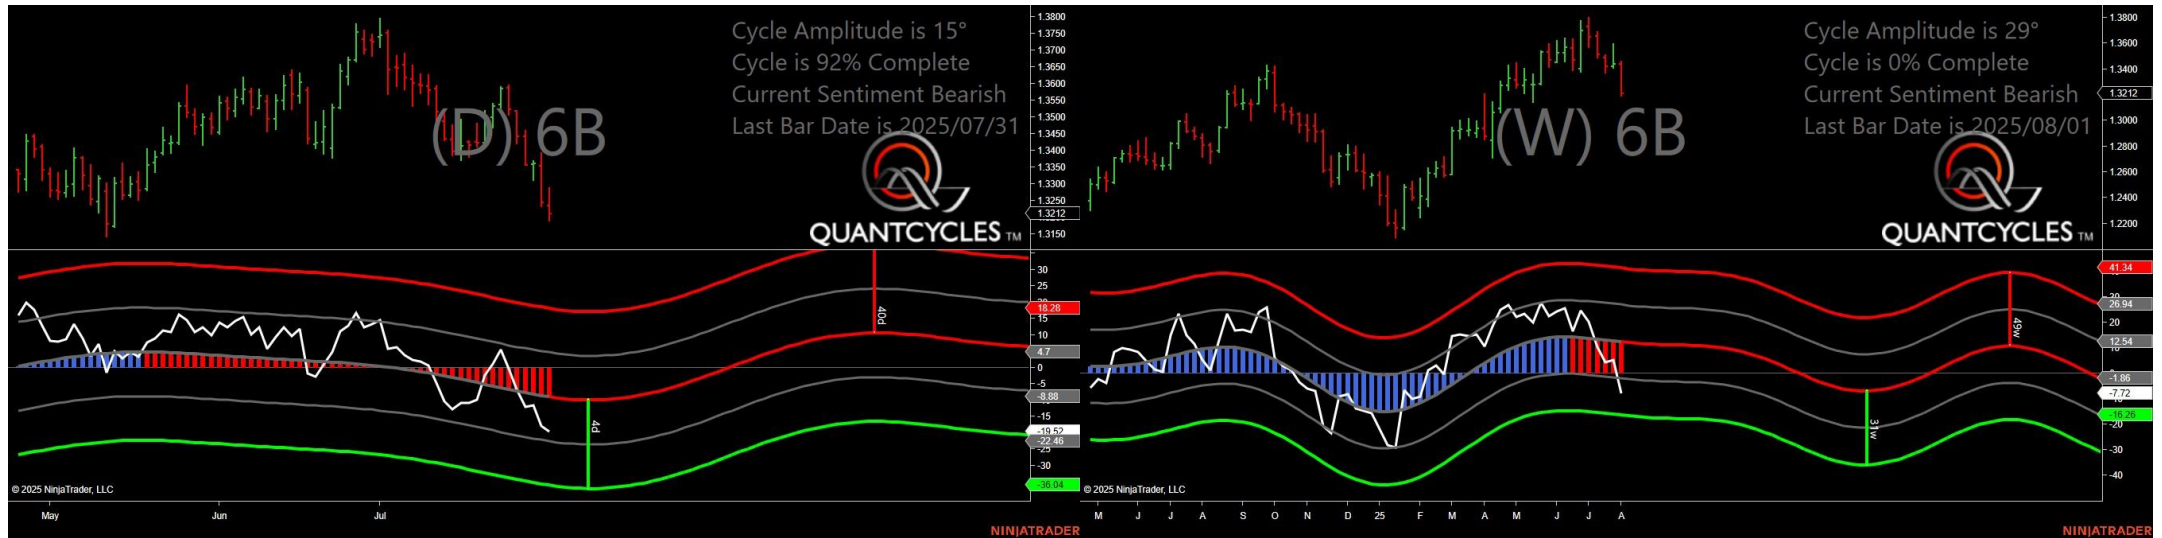 Cycle Amplitude is 15°
Cycle is 92% Complete
Current Sentiment Bearish
Last Bar Date is 2025/07/31
(D) 6B
QUANTCYCLES TM
1.3800
1.3750
1.3700
1.3650
1.3600
1.3550
1.3500
1.3450
1.3400
1.3350
1.3300
1.3250
1.3212
1.3150
30
25
18.28
15
10
4.7
0
-5
-8.88
-15
-19.52
-22.46
-25
-30
-36.04
40d
4d
© 2025 NinjaTrader, LLC
May Jun Jul
NINJATRADER
Cycle Amplitude is 29°
Cycle is 0% Complete
Current Sentiment Bearish
Last Bar Date is 2025/08/01
(W) 6B
QUANTCYCLES TM
1.3800
1.3600
1.3400
1.3212
1.3000
1.2800
1.2600
1.2400
1.2200
41.34
26.94
20
12.54
-1.86
-7.72
-16.26
-20
-30
-40
49w
31w
© 2025 NinjaTrader, LLC
M J J A S O N D 25 F M A M J J A
NINJATRADER